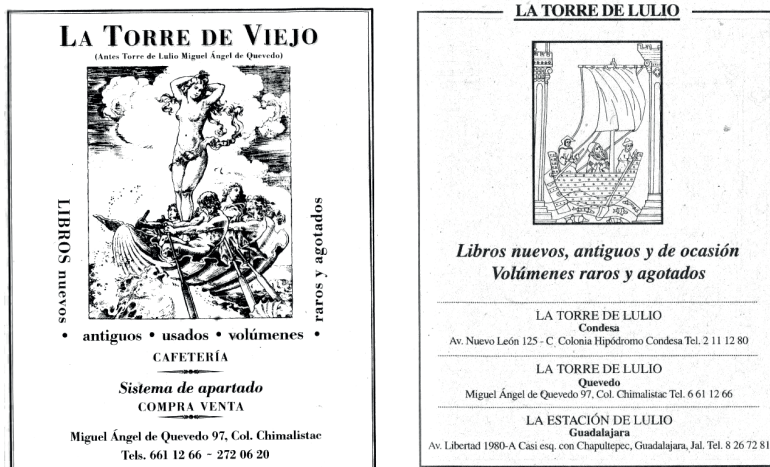 LA TORRE DE VIEJO
(Antes Torre de Lulio Miguel Ángel de Quevedo)
LIBROS nuevos
• antiguos • usados • volúmenes •
raros y agotados
CAFETERÍA
Sistema de apartado
COMPRA VENTA
Miguel Ángel de Quevedo 97, Col. Chimalistac
Tels. 661 12 66 - 272 06 20
LA TORRE DE LULIO
Libros nuevos, antiguos y de ocasión
Volúmenes raros y agotados
LA TORRE DE LULIO
Condesa
Av. Nuevo León 125 - C Colonia Hipódromo Condesa Tel. 2 11 12 80
LA TORRE DE LULIO
Quevedo
Miguel Ángel de Quevedo 97, Col. Chimalistac Tel. 6 61 12 66
LA ESTACIÓN DE LULIO
Guadalajara
Av. Libertad 1980-A Casi esq. con Chapultepec, Guadalajara, Jal. Tel. 8 26 72 81